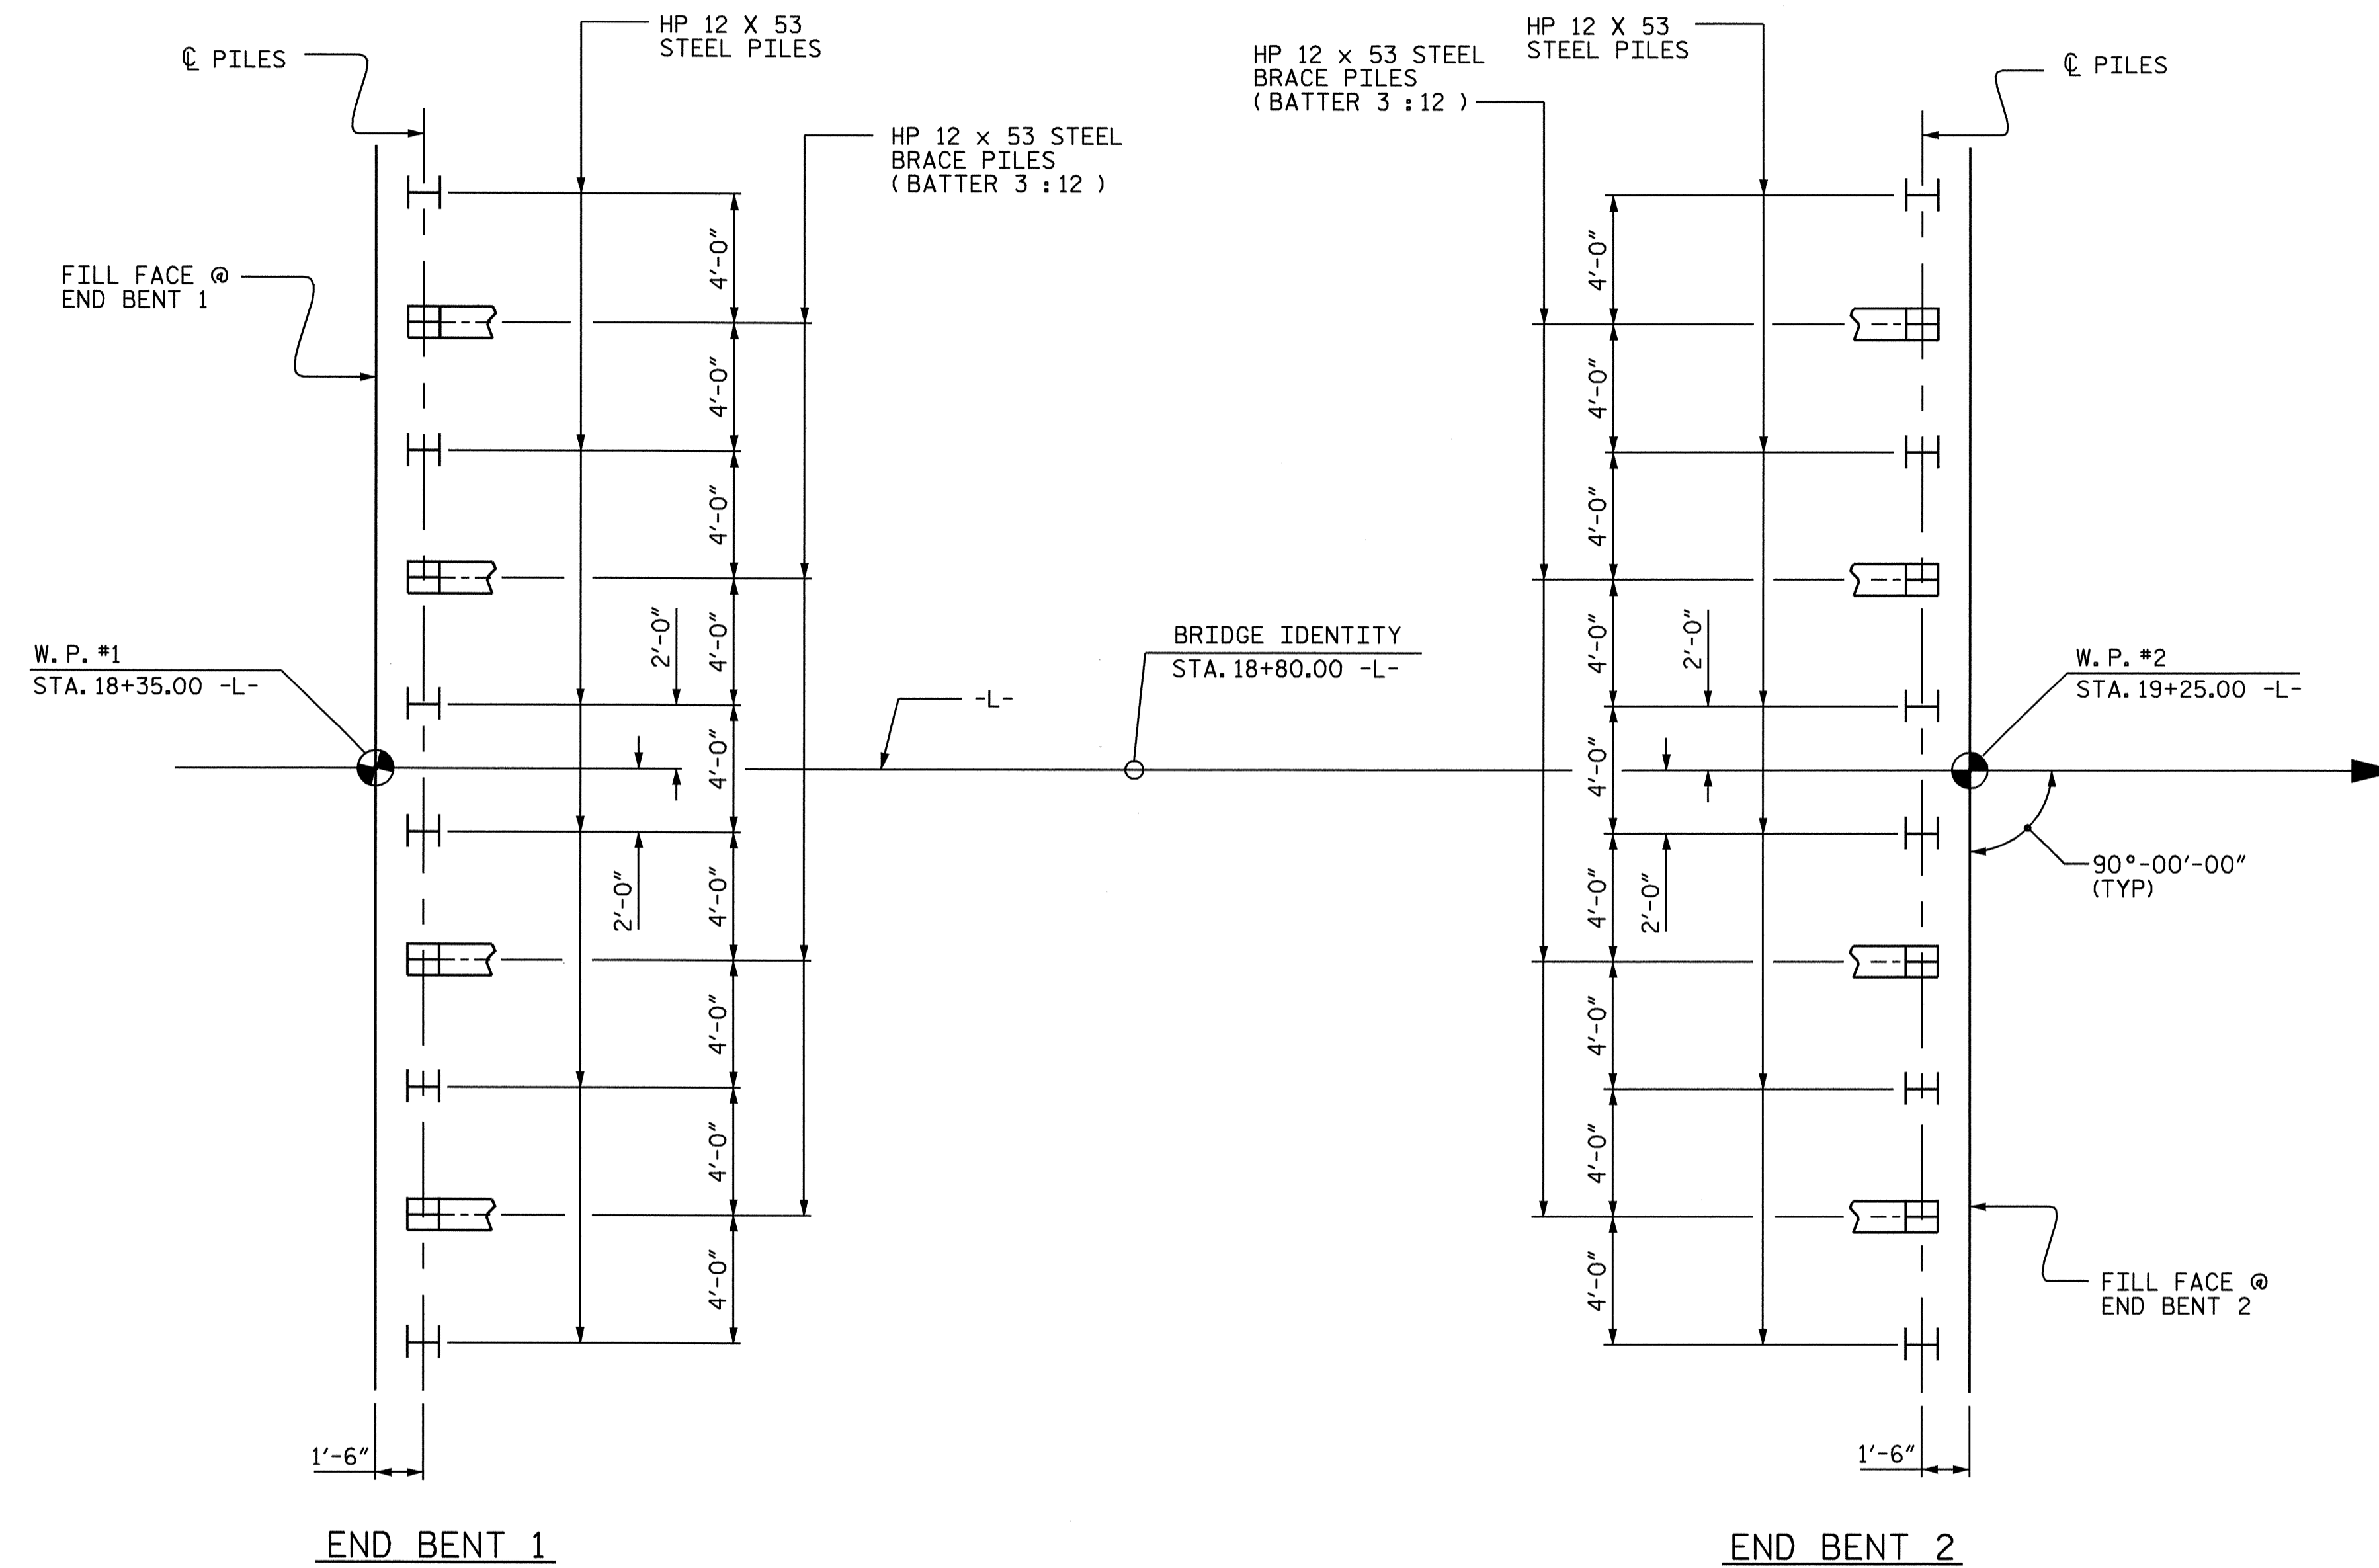 HP 12 X 53
STEEL PILES
℄ PILES
HP 12 x 53 STEEL
BRACE PILES
( BATTER 3 : 12 )
FILL FACE @
END BENT 1
4'-0"
4'-0"
4'-0"
4'-0"
4'-0"
4'-0"
4'-0"
4'-0"
4'-0"
2'-0"
2'-0"
W. P. #1
STA. 18+35.00 -L-
1'-6"
END BENT 1
-L-
BRIDGE IDENTITY
STA. 18+80.00 -L-
HP 12 x 53 STEEL
BRACE PILES
( BATTER 3 : 12 )
HP 12 X 53
STEEL PILES
℄ PILES
4'-0"
4'-0"
4'-0"
4'-0"
4'-0"
4'-0"
4'-0"
4'-0"
4'-0"
2'-0"
2'-0"
W. P. #2
STA. 19+25.00 -L-
90°-00'-00"
(TYP)
FILL FACE @
END BENT 2
1'-6"
END BENT 2